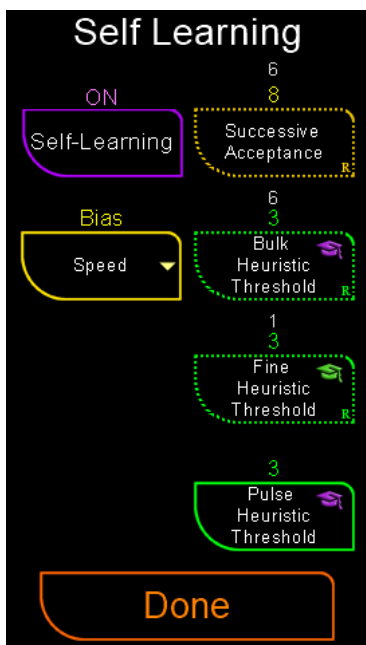 Self Learning
6
ON
8
Self-Learning
Successive
Acceptance
R
6
Bias
3
Speed
Bulk
Heuristic
Threshold
R
1
3
Fine
Heuristic
Threshold
R
3
Pulse
Heuristic
Threshold
Done